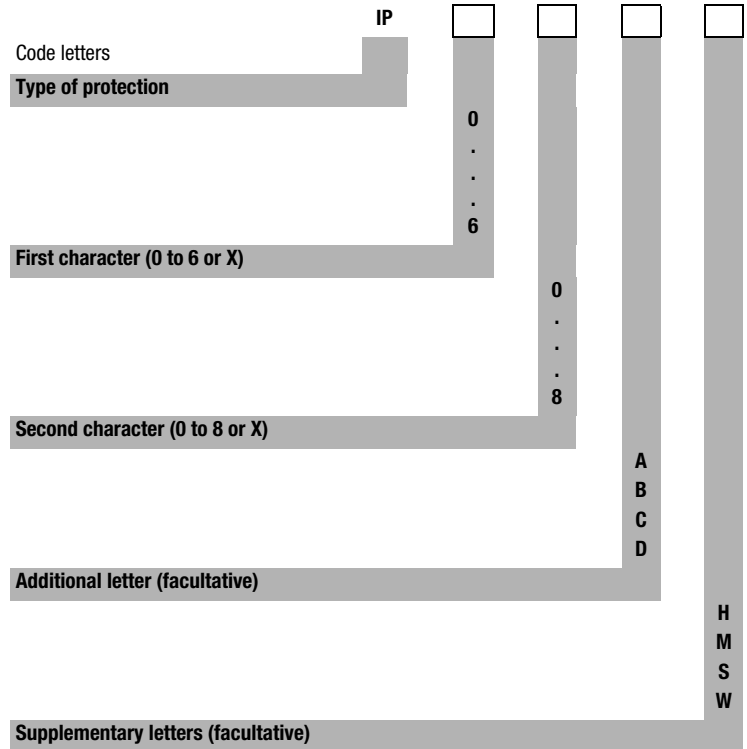 IP
Code letters
Type of protection
0
.
.
.
6
First character (0 to 6 or X)
0
.
.
.
8
Second character (0 to 8 or X)
A
B
C
D
Additional letter (facultative)
H
M
S
W
Supplementary letters (facultative)